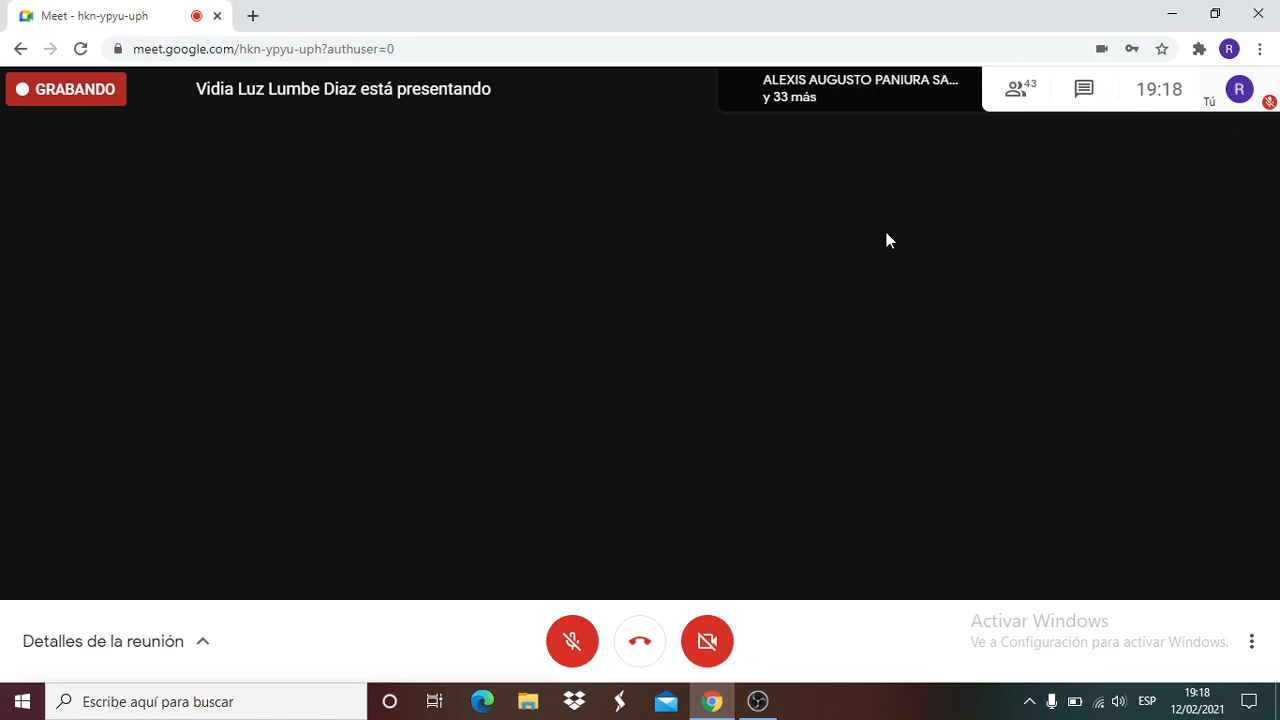 Meet - hkn-ypyu-uph
meet.google.com/hkn-ypyu-uph?authuser=0
GRABANDO
Vidia Luz Lumbe Diaz está presentando
ALEXIS AUGUSTO PANIURA SA...
y 33 más
43
19:18
Tú
R
R
Detalles de la reunión
Activar Windows
Ve a Configuración para activar Windows.
Escribe aquí para buscar
ESP
19:18
12/02/2021